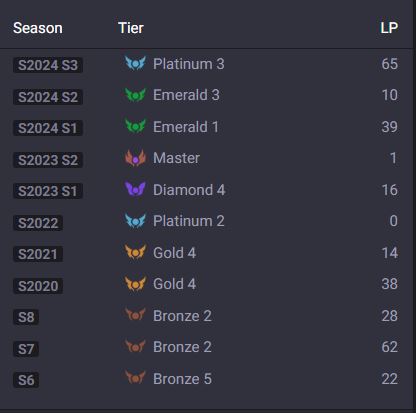 Season Tier LP
S2024 S3 Platinum 3 65
S2024 S2 Emerald 3 10
S2024 S1 Emerald 1 39
S2023 S2 Master 1
S2023 S1 Diamond 4 16
S2022 Platinum 2 0
S2021 Gold 4 14
S2020 Gold 4 38
S8 Bronze 2 28
S7 Bronze 2 62
S6 Bronze 5 22